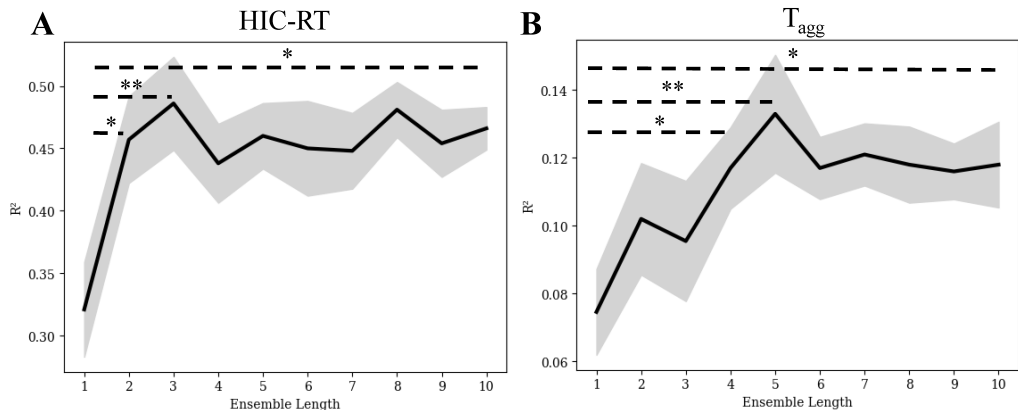 A
HIC-RT
*
**
*
0.50
0.45
0.40
0.35
0.30
R²
1 2 3 4 5 6 7 8 9 10
Ensemble Length
B
Tagg
*
**
*
0.14
0.12
0.10
0.08
0.06
R²
1 2 3 4 5 6 7 8 9 10
Ensemble Length